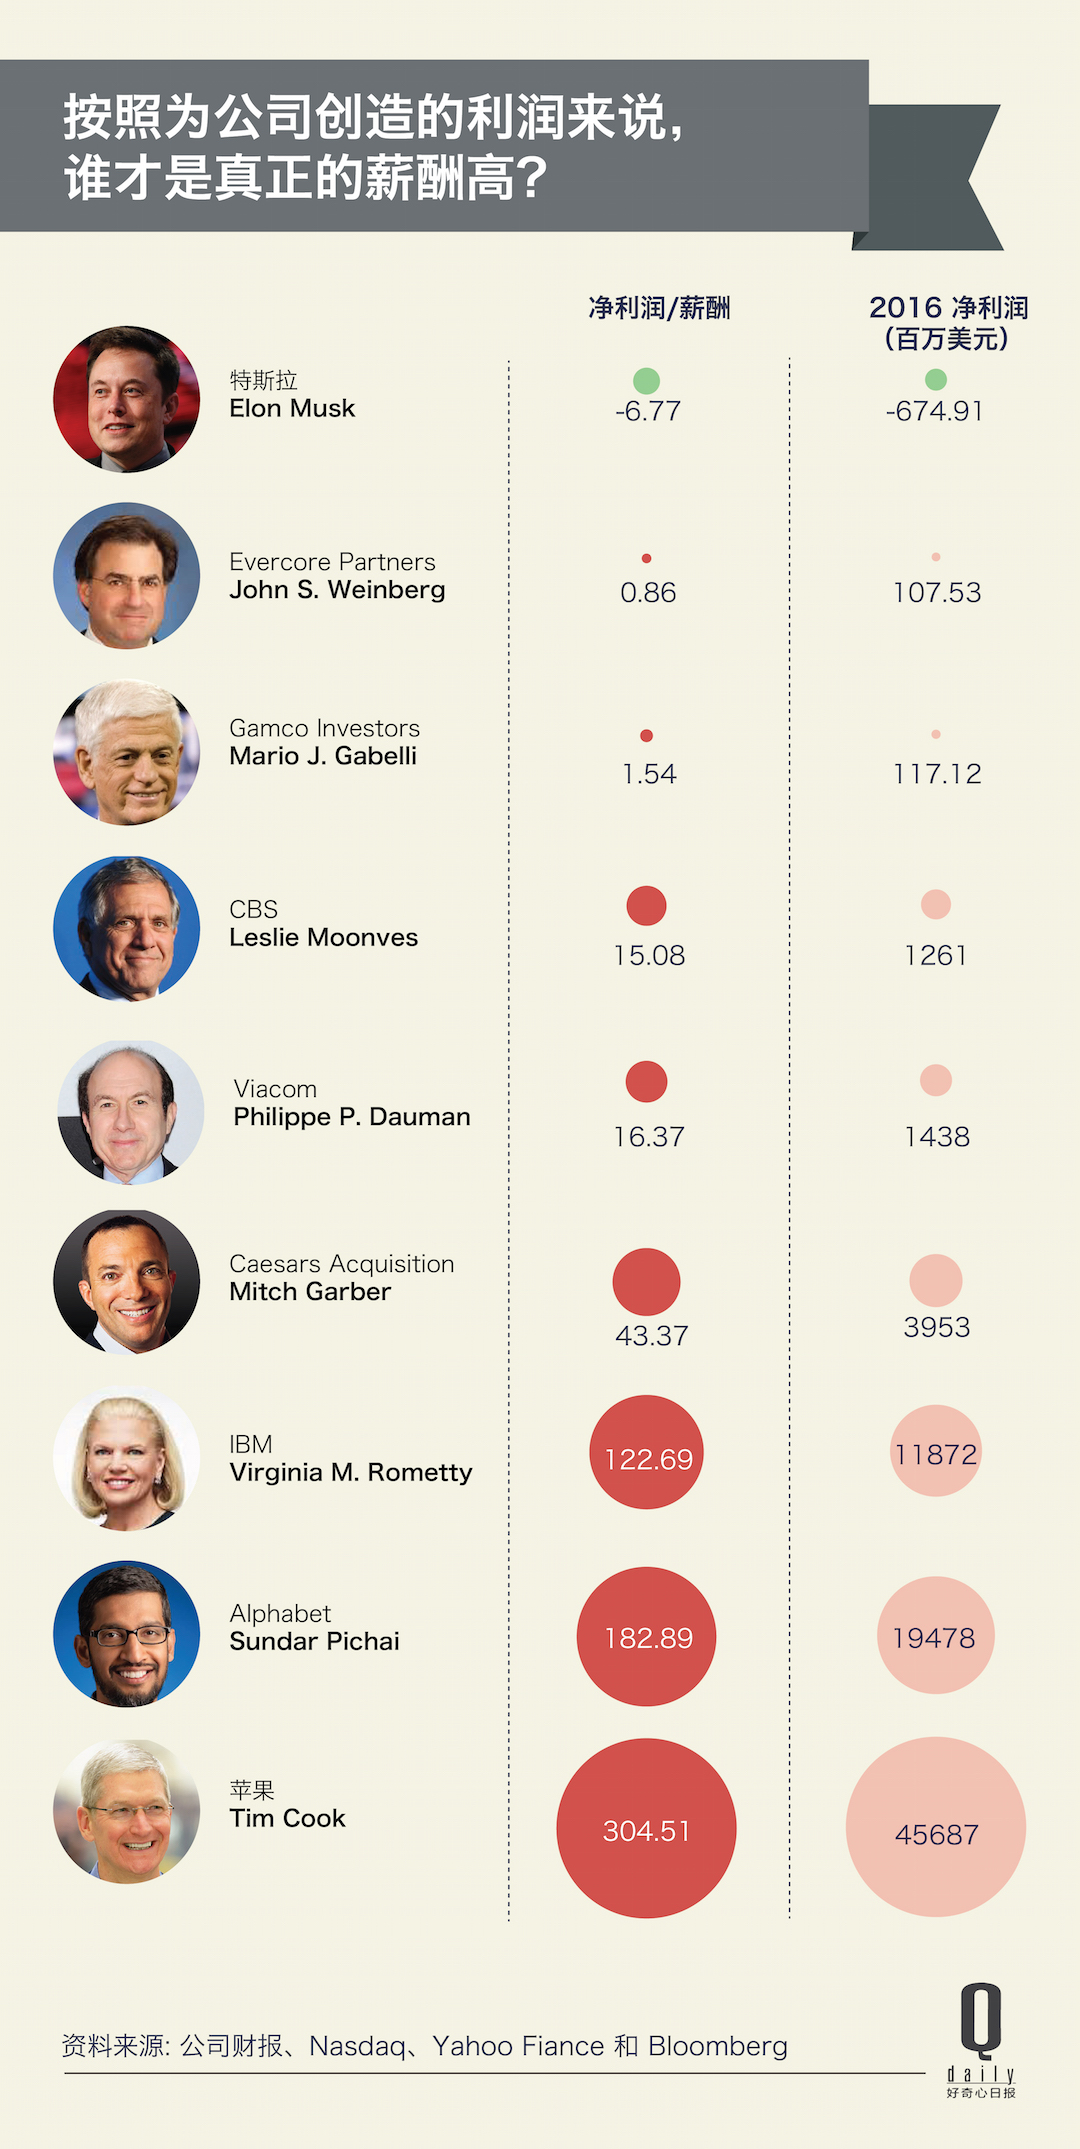 按照为公司创造的利润来说，
谁才是真正的薪酬高？
净利润/薪酬
2016 净利润
（百万美元）
特斯拉
Elon Musk
-6.77
-674.91
Evercore Partners
John S. Weinberg
0.86
107.53
Gamco Investors
Mario J. Gabelli
1.54
117.12
CBS
Leslie Moonves
15.08
1261
Viacom
Philippe P. Dauman
16.37
1438
Caesars Acquisition
Mitch Garber
43.37
3953
IBM
Virginia M. Rometty
122.69
11872
Alphabet
Sundar Pichai
182.89
19478
苹果
Tim Cook
304.51
45687
资料来源: 公司财报、Nasdaq、Yahoo Fiance 和 Bloomberg
Q
daily
好奇心日报